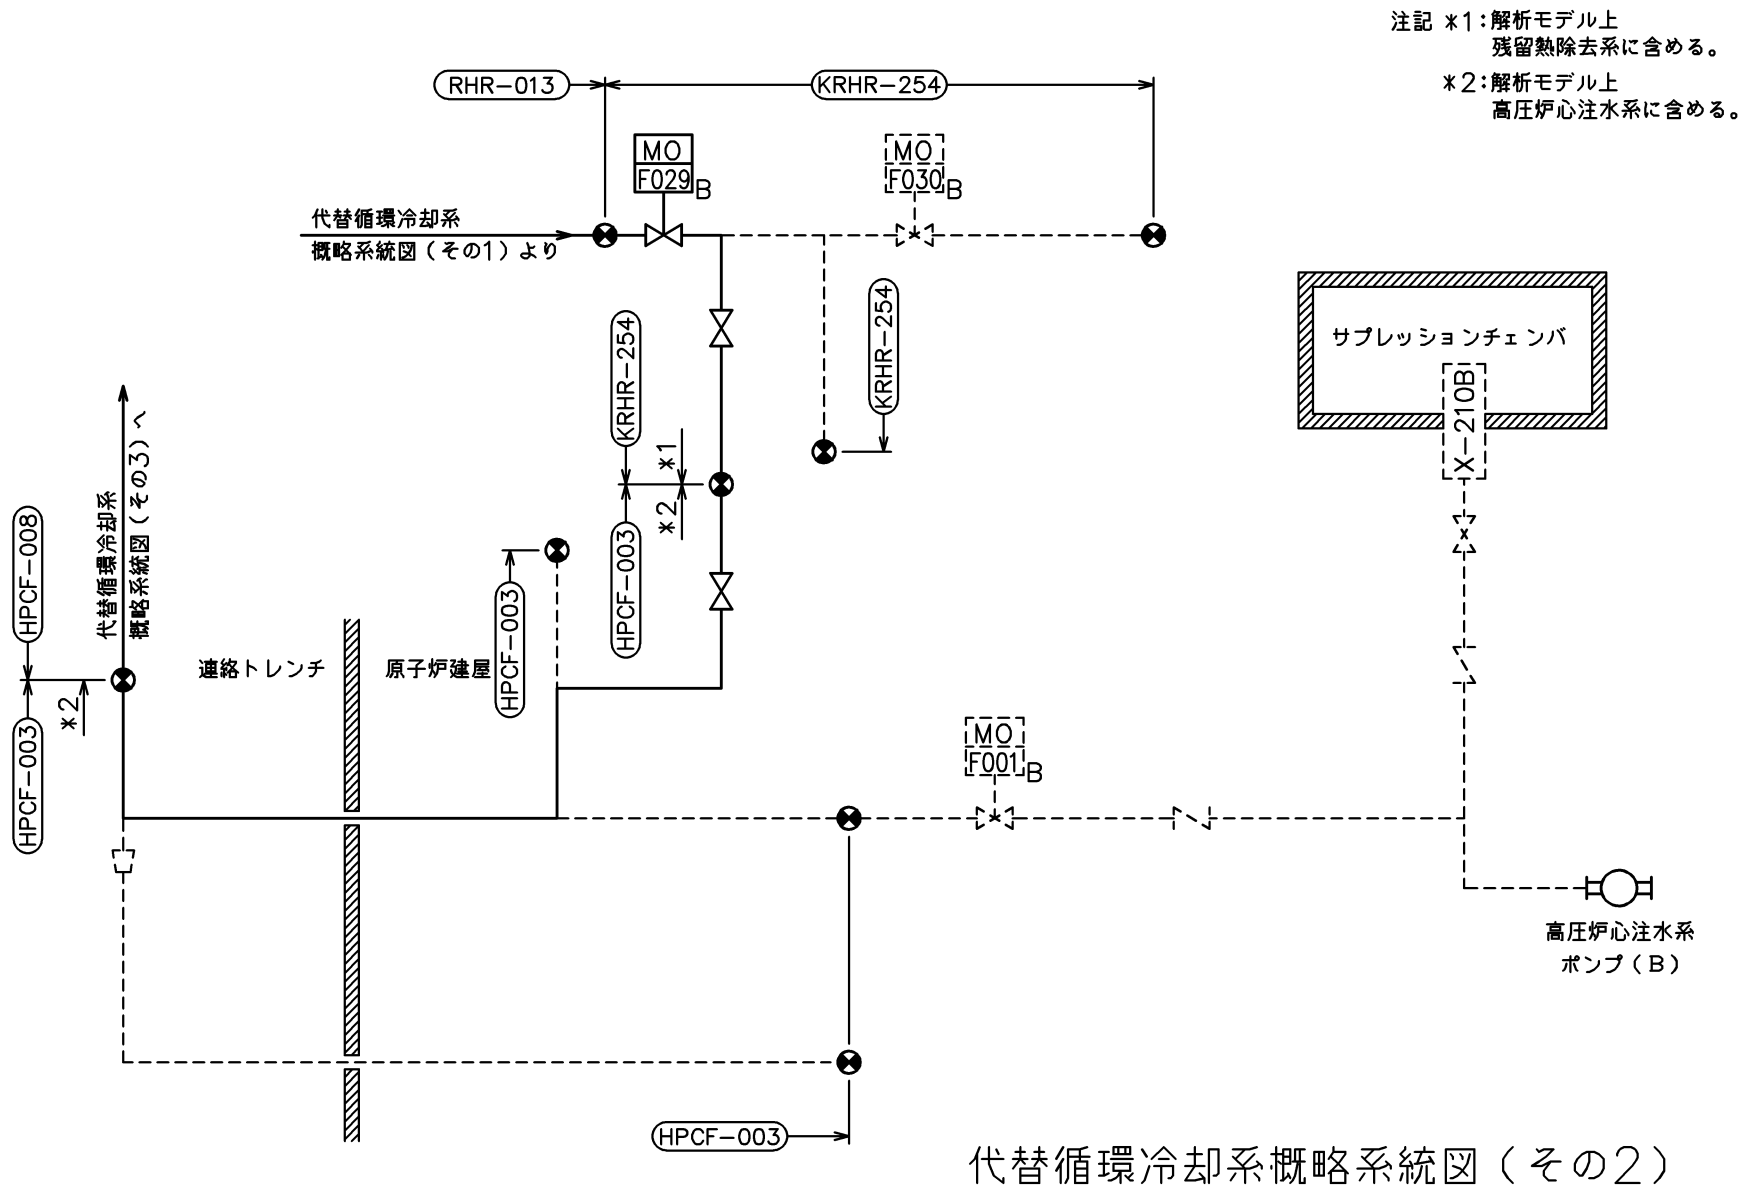 注記 *1:解析モデル上
残留熱除去系に含める。
*2:解析モデル上
高圧炉心注水系に含める。
RHR-013
KRHR-254
MO
F029
B
MO
F030
B
代替循環冷却系
概略系統図(その1)より
KRHR-254
KRHR-254
*1
*2
HPCF-003
サプレッションチェンバ
X-210B
代替循環冷却系
概略系統図(その3)へ
HPCF-008
HPCF-003
*2
連絡トレンチ
原子炉建屋
HPCF-003
MO
F001
B
高圧炉心注水系
ポンプ(B)
HPCF-003
代替循環冷却系概略系統図(その2)